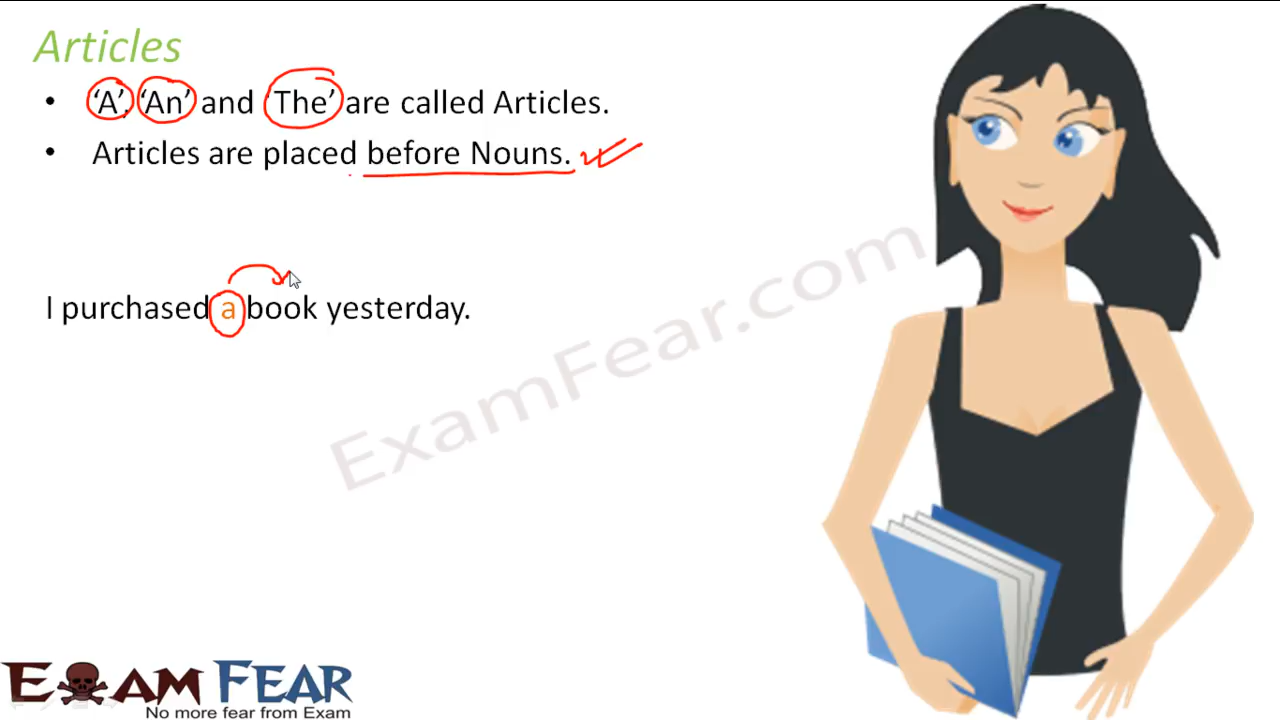 Articles
• 'A', 'An' and 'The' are called Articles.
• Articles are placed before Nouns.
I purchased a book yesterday.
ExamFear.com
EXAM FEAR
No more fear from Exam